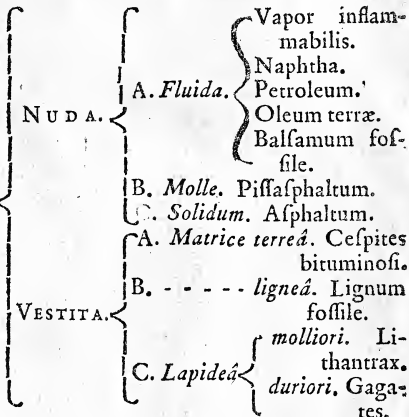 Vapor inflam-
mabilis.
Naphtha.
A. Fluida. Petroleum.
NUDA. Oleum terræ.
Balſamum foſ-
ſile.
B. Molle. Piſſaſphaltum.
C. Solidum. Aſphaltum.
A. Matrice terreâ. Ceſpites
bituminoſi.
B. - - - - - ligneâ. Lignum
VESTITA. foſſile.
molliori. Li-
thantrax.
C. Lapideâ duriori. Gaga-
tes.